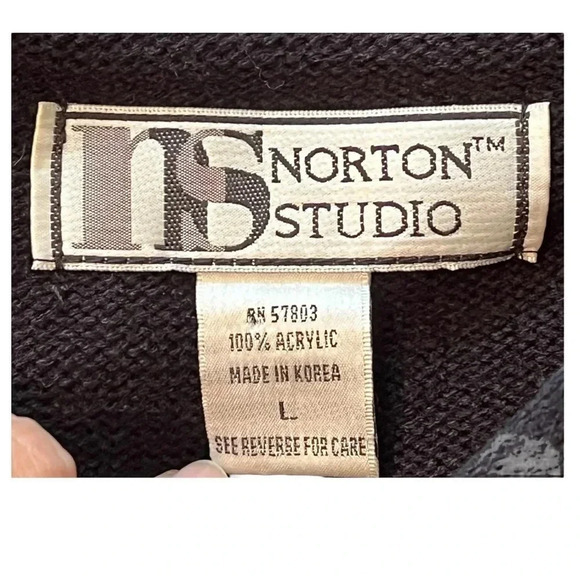 ns
NORTON™
STUDIO
RN 57803
100% ACRYLIC
MADE IN KOREA
L
SEE REVERSE FOR CARE